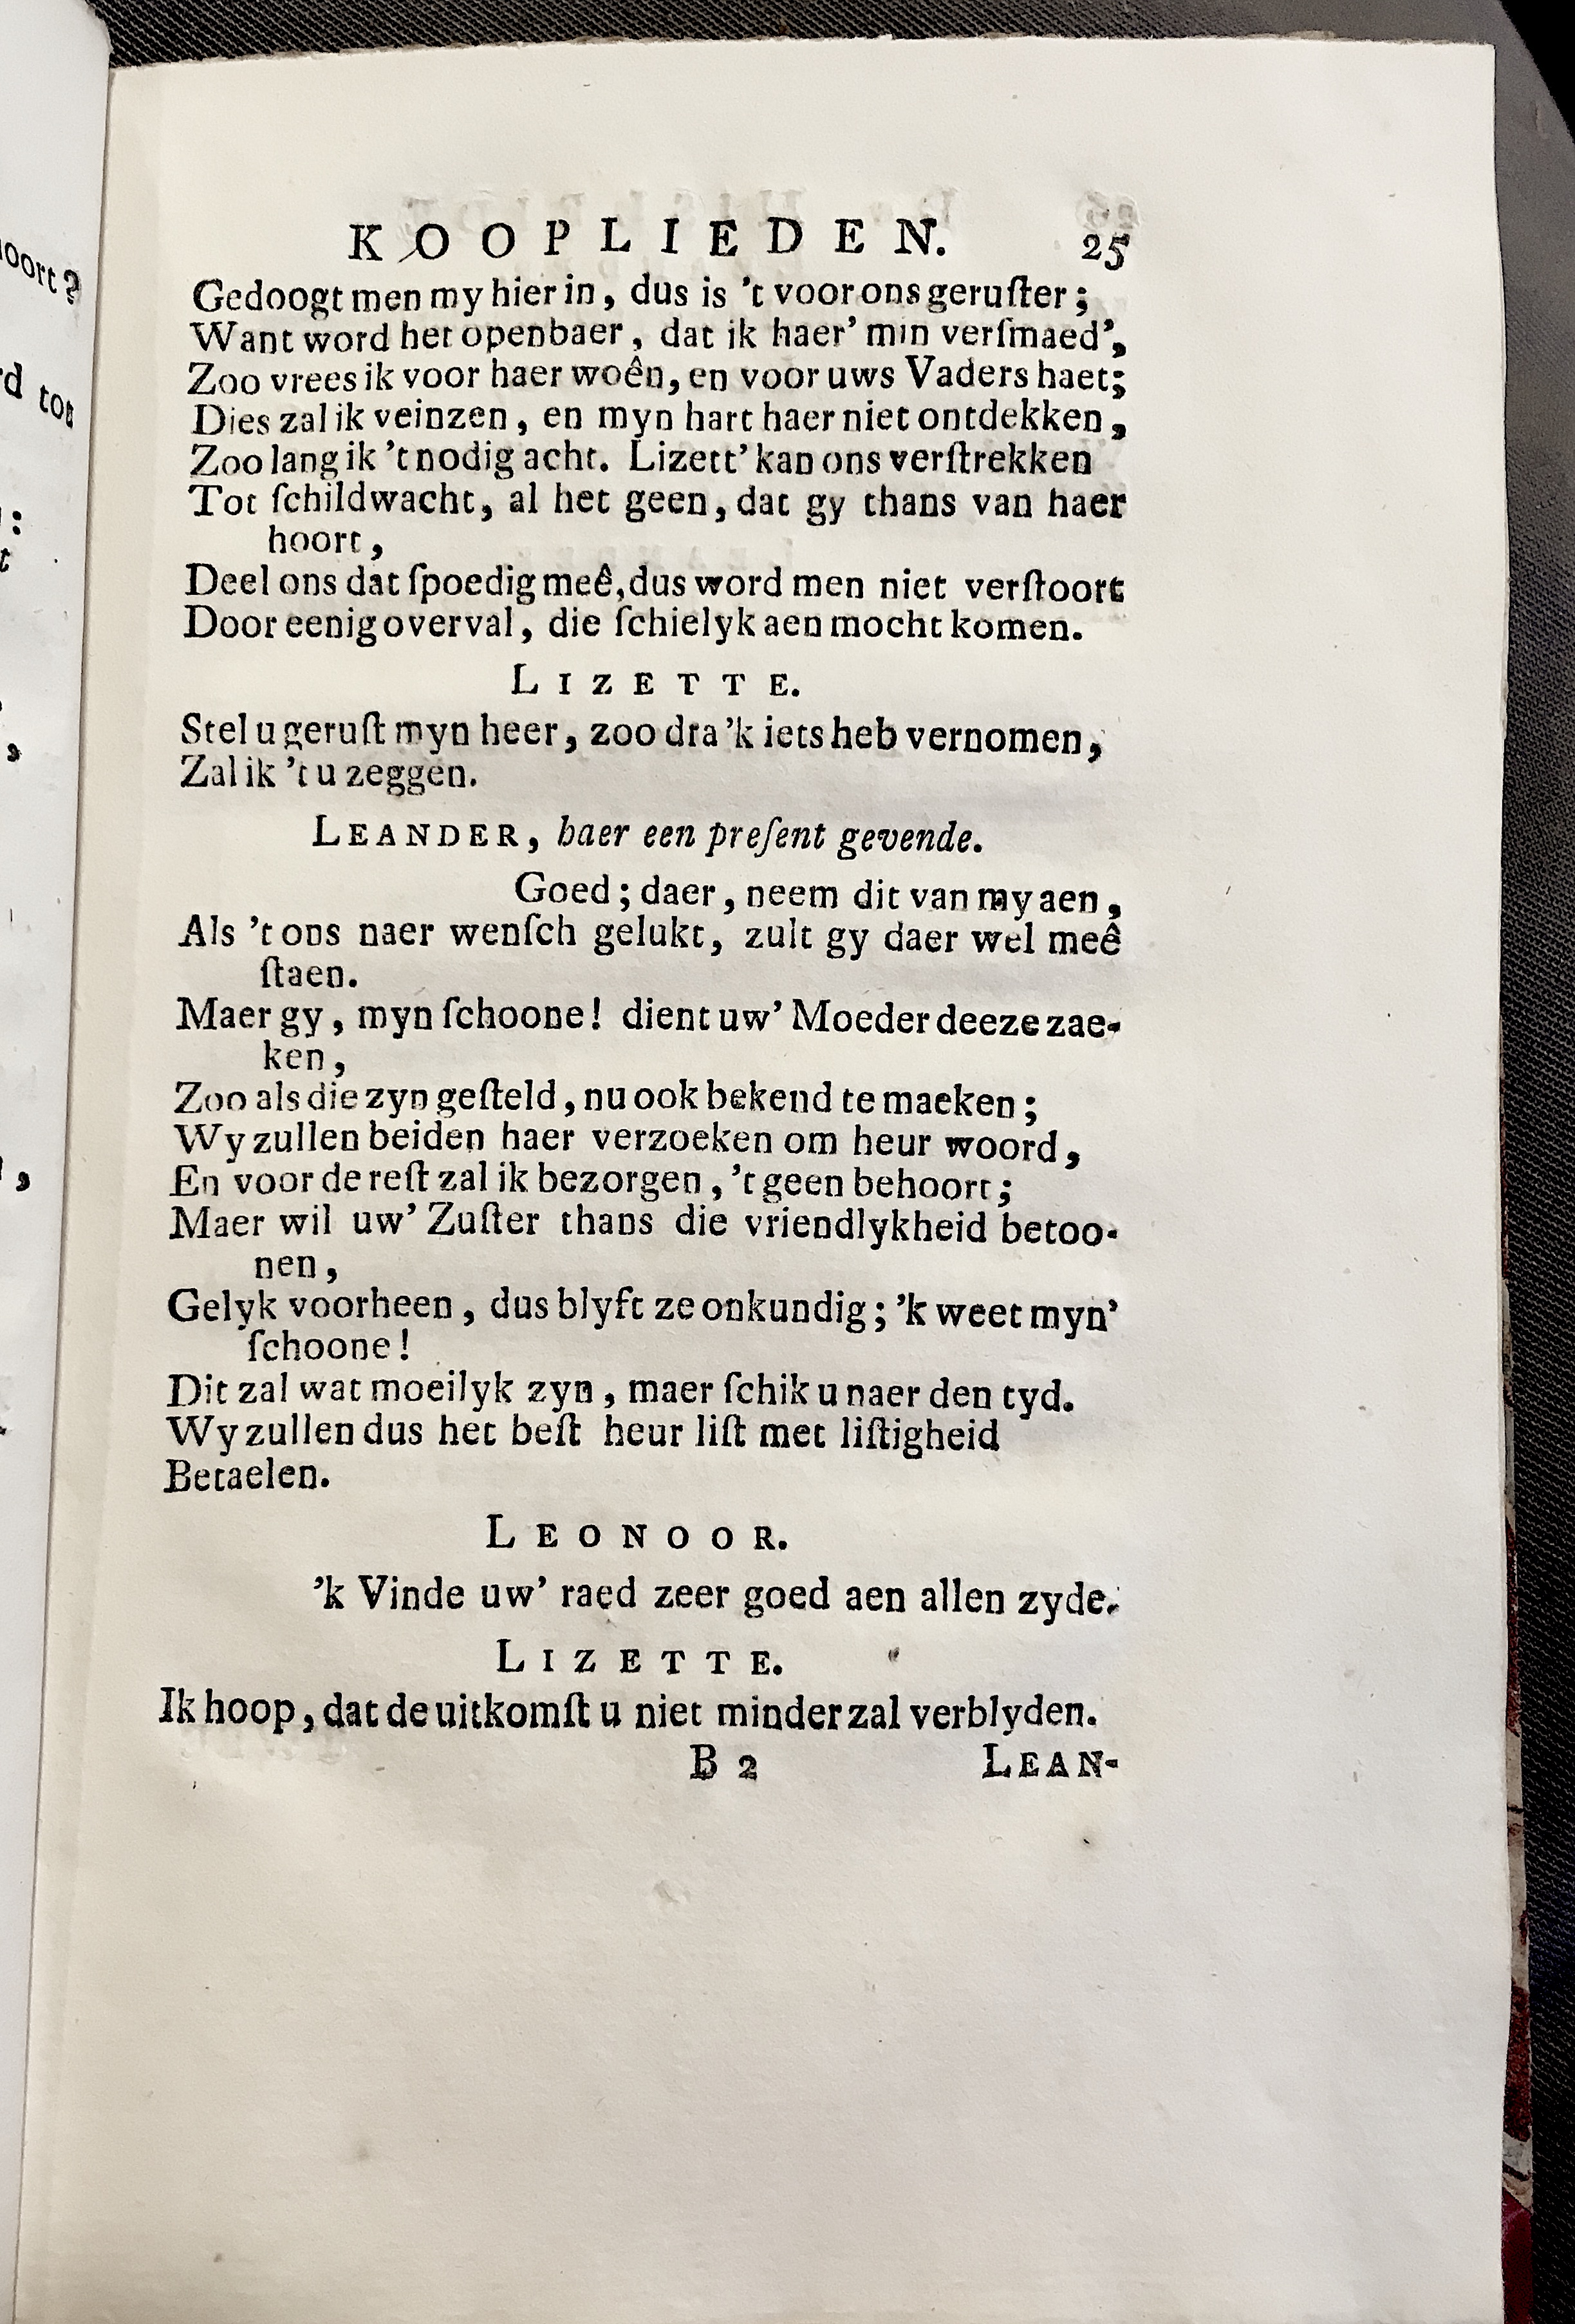 KOOPLIEDEN. 25
Gedoogt men my hier in, dus is 't voor ons geruſter;
Want word het openbaer, dat ik haer' min verſmaed',
Zoo vrees ik voor haer woên, en voor uws Vaders haet;
Dies zal ik veinzen, en myn hart haer niet ontdekken,
Zoo lang ik 't nodig acht. Lizett' kan ons verſtrekken
Tot ſchildwacht, al het geen, dat gy thans van haer
hoort,
Deel ons dat ſpoedig meê, dus word men niet verſtoort
Door eenig overval, die ſchielyk aen mocht komen.
LIZETTE.
Stel u geruſt myn heer, zoo dra 'k iets heb vernomen,
Zal ik 't u zeggen.
LEANDER, haer een preſent gevende.
Goed; daer, neem dit van my aen,
Als 't ons naer wenſch gelukt, zult gy daer wel meê
ſtaen.
Maer gy, myn ſchoone! dient uw' Moeder deeze zae-
ken,
Zoo als die zyn geſteld, nu ook bekend te maeken;
Wy zullen beiden haer verzoeken om heur woord,
En voor de reſt zal ik bezorgen, 't geen behoort;
Maer wil uw' Zuſter thans die vriendlykheid betoo-
nen,
Gelyk voorheen, dus blyft ze onkundig; 'k weet myn'
ſchoone!
Dit zal wat moeilyk zyn, maer ſchik u naer den tyd.
Wy zullen dus het beſt heur liſt met liſtigheid
Betaelen.
LEONOOR.
'k Vinde uw' raed zeer goed aen allen zyde.
LIZETTE.
Ik hoop, dat de uitkomſt u niet minder zal verblyden.
B 2 LEAN-